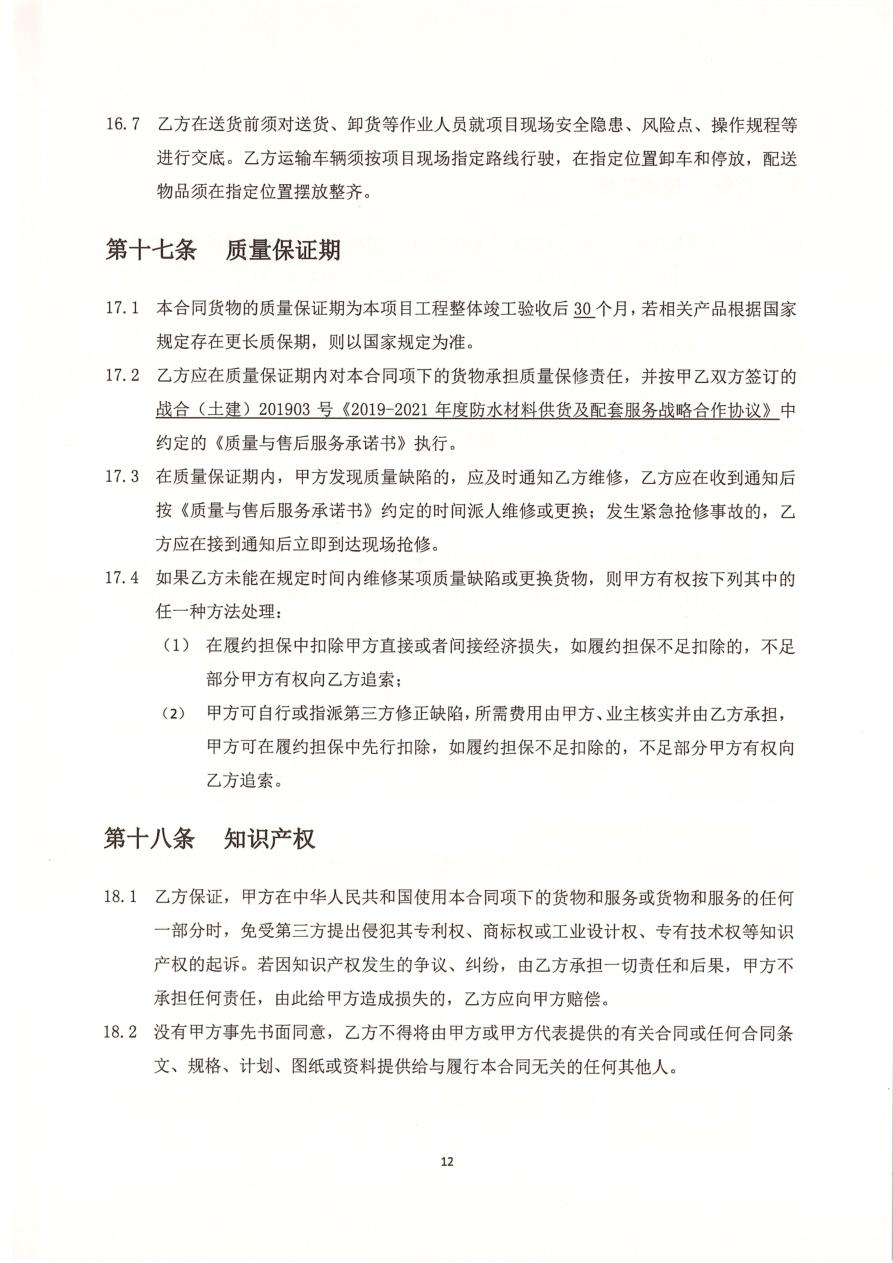 16.7 乙方在送货前须对送货、卸货等作业人员就项目现场安全隐患、风险点、操作规程等
进行交底。乙方运输车辆须按项目现场指定路线行驶，在指定位置卸车和停放，配送
物品须在指定位置摆放整齐。
第十七条 质量保证期
17.1 本合同货物的质量保证期为本项目工程整体竣工验收后 30 个月，若相关产品根据国家
规定存在更长质保期，则以国家规定为准。
17.2 乙方应在质量保证期内对本合同项下的货物承担质量保修责任，并按甲乙双方签订的
战合（土建）201903 号《2019-2021 年度防水材料供货及配套服务战略合作协议》中
约定的《质量与售后服务承诺书》执行。
17.3 在质量保证期内，甲方发现质量缺陷的，应及时通知乙方维修，乙方应在收到通知后
按《质量与售后服务承诺书》约定的时间派人维修或更换；发生紧急抢修事故的，乙
方应在接到通知后立即到达现场抢修。
17.4 如果乙方未能在规定时间内维修某项质量缺陷或更换货物，则甲方有权按下列其中的
任一种方法处理：
（1） 在履约担保中扣除甲方直接或者间接经济损失，如履约担保不足扣除的，不足
部分甲方有权向乙方追索；
（2） 甲方可自行或指派第三方修正缺陷，所需费用由甲方、业主核实并由乙方承担，
甲方可在履约担保中先行扣除，如履约担保不足扣除的，不足部分甲方有权向
乙方追索。
第十八条 知识产权
18.1 乙方保证，甲方在中华人民共和国使用本合同项下的货物和服务或货物和服务的任何
一部分时，免受第三方提出侵犯其专利权、商标权或工业设计权、专有技术权等知识
产权的起诉。若因知识产权发生的争议、纠纷，由乙方承担一切责任和后果，甲方不
承担任何责任，由此给甲方造成损失的，乙方应向甲方赔偿。
18.2 没有甲方事先书面同意，乙方不得将由甲方或甲方代表提供的有关合同或任何合同条
文、规格、计划、图纸或资料提供给与履行本合同无关的任何其他人。
12